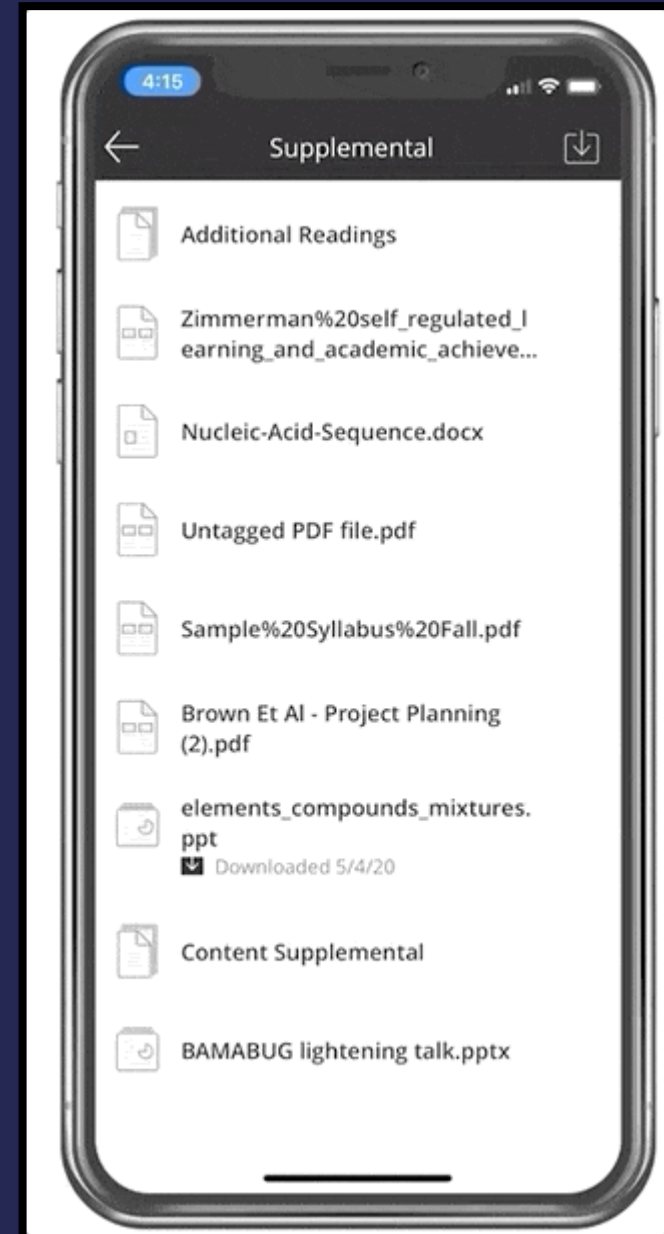 4:15
Supplemental
Additional Readings
Zimmerman%20self_regulated_l
earning_and_academic_achieve...
Nucleic-Acid-Sequence.docx
Untagged PDF file.pdf
Sample%20Syllabus%20Fall.pdf
Brown Et Al - Project Planning
(2).pdf
elements_compounds_mixtures.
ppt
Downloaded 5/4/20
Content Supplemental
BAMABUG lightening talk.pptx